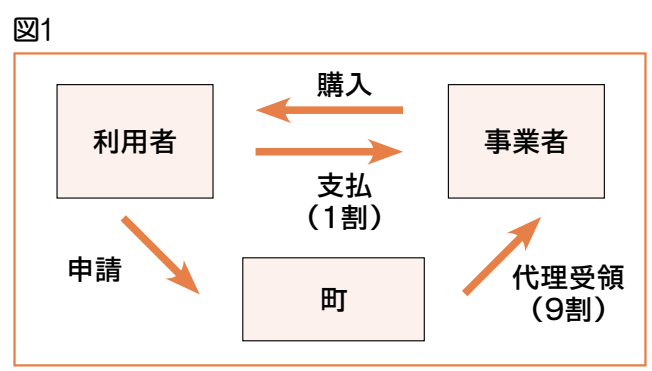 図1
購入
利用者
事業者
支払
（1割）
申請
町
代理受領
（9割）